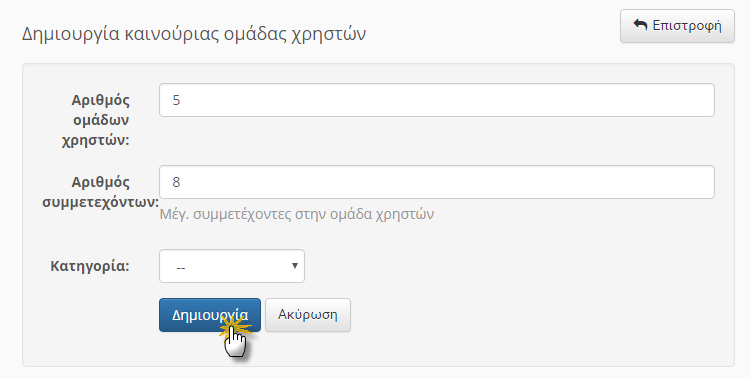 Δημιουργία καινούριας ομάδας χρηστών
Επιστροφή
Αριθμός ομάδων χρηστών:
5
Αριθμός συμμετεχόντων:
8
Μέγ. συμμετέχοντες στην ομάδα χρηστών
Κατηγορία:
--
Δημιουργία
Ακύρωση